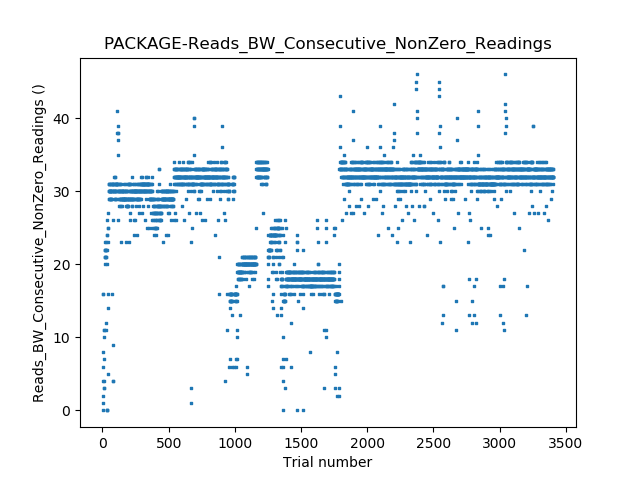 PACKAGE-Reads_BW_Consecutive_NonZero_Readings
Reads_BW_Consecutive_NonZero_Readings ()
40
30
20
10
0
0 500 1000 1500 2000 2500 3000 3500
Trial number